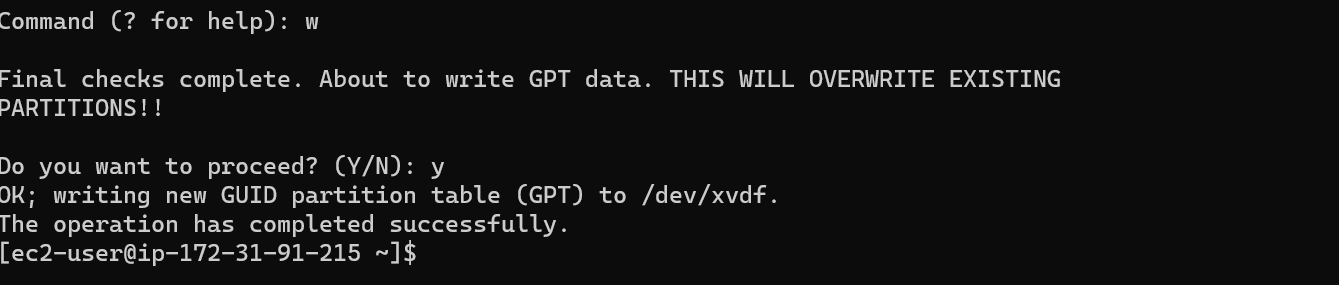 Command (? for help): w
Final checks complete. About to write GPT data. THIS WILL OVERWRITE EXISTING
PARTITIONS!!
Do you want to proceed? (Y/N): y
OK; writing new GUID partition table (GPT) to /dev/xvdf.
The operation has completed successfully.
[ec2-user@ip-172-31-91-215 ~]$